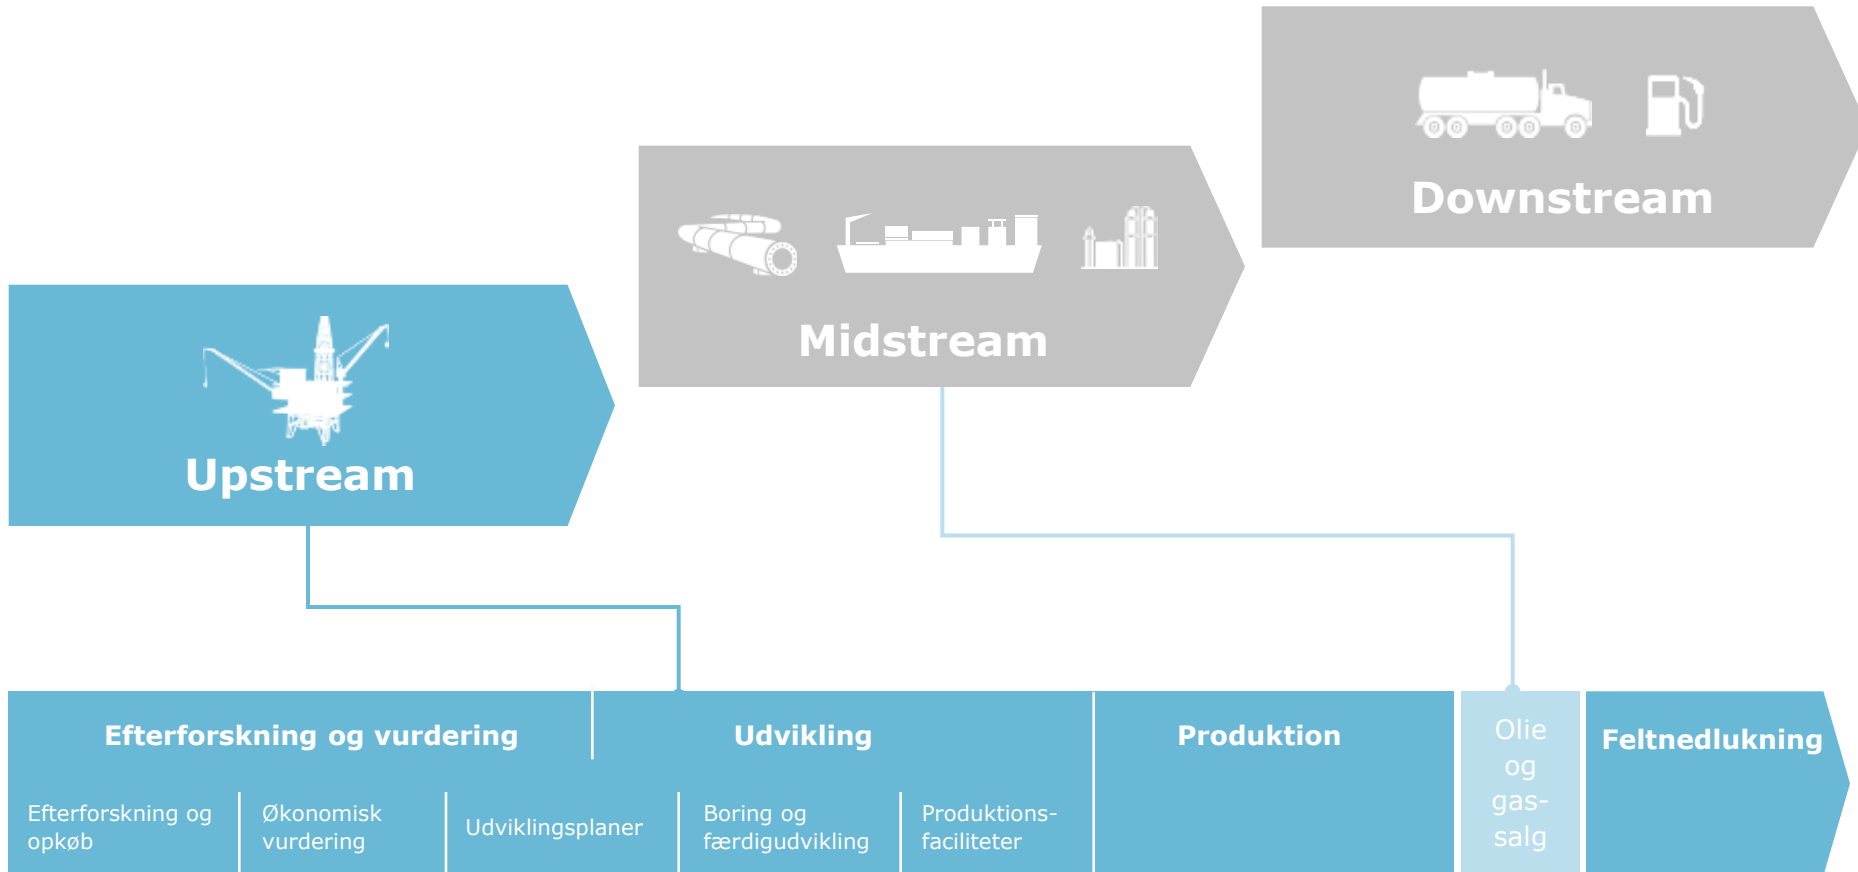 Downstream
Midstream
Upstream
Efterforskning og vurdering
Udvikling
Produktion
Olie
og
gas-
salg
Feltnedlukning
Efterforskning og
opkøb
Økonomisk
vurdering
Udviklingsplaner
Boring og
færdigudvikling
Produktions-
faciliteter